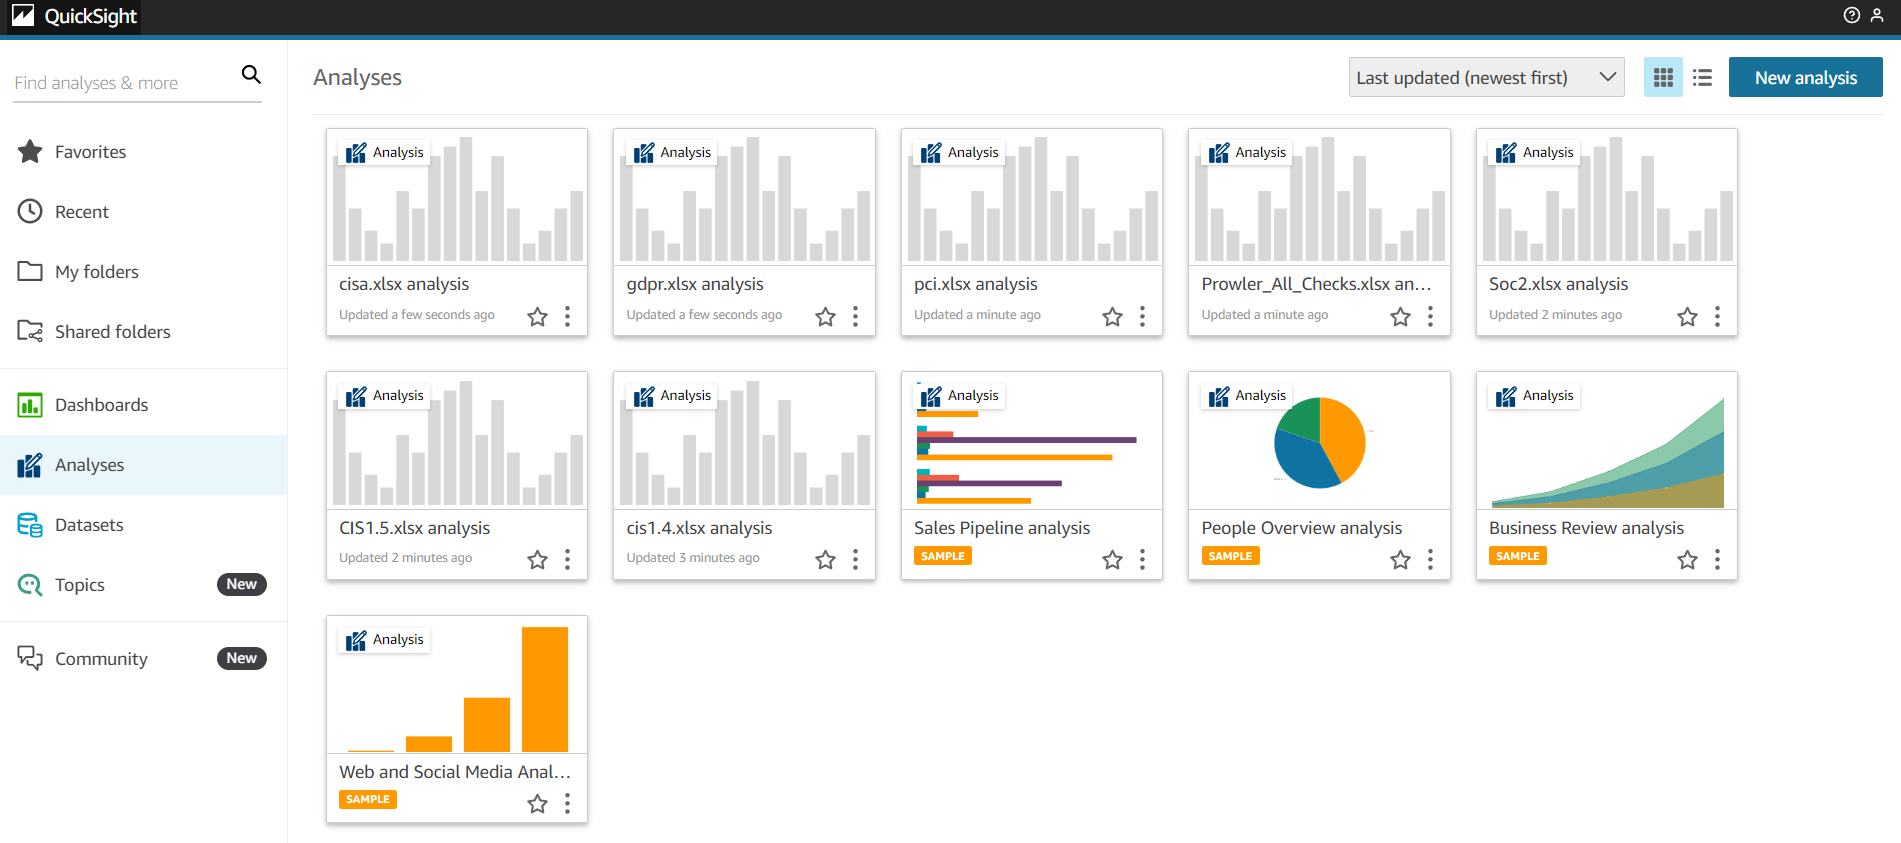 QuickSight
Find analyses & more
Favorites
Recent
My folders
Shared folders
Dashboards
Analyses
Datasets
Topics New
Community New
Analyses
Last updated (newest first)
New analysis
Analysis
cisa.xlsx analysis
Updated a few seconds ago
Analysis
gdpr.xlsx analysis
Updated a few seconds ago
Analysis
pci.xlsx analysis
Updated a minute ago
Analysis
Prowler_All_Checks.xlsx an...
Updated a minute ago
Analysis
Soc2.xlsx analysis
Updated 2 minutes ago
Analysis
CIS1.5.xlsx analysis
Updated 2 minutes ago
Analysis
cis1.4.xlsx analysis
Updated 3 minutes ago
Analysis
Sales Pipeline analysis
SAMPLE
Analysis
People Overview analysis
SAMPLE
Analysis
Business Review analysis
SAMPLE
Analysis
Web and Social Media Anal...
SAMPLE